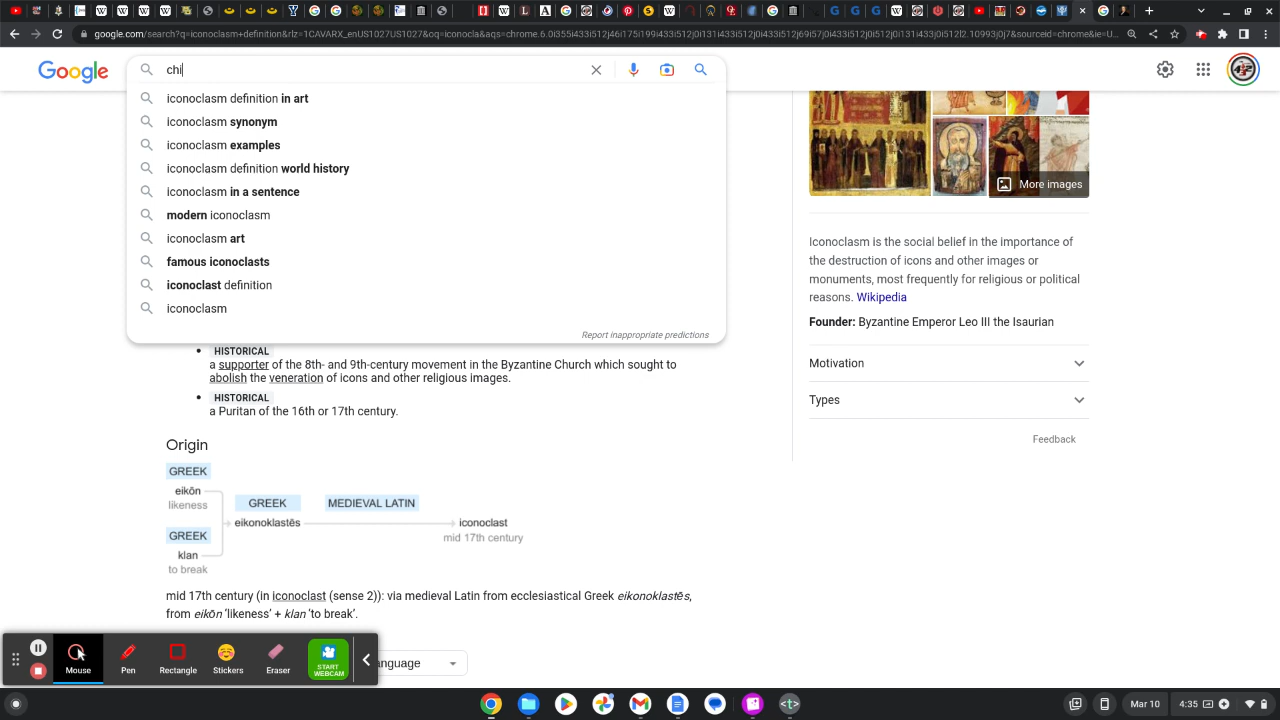 google.com/search?q=iconoclasm+definition&rlz=1CAVARX_enUS1027US1027&oq=iconocla&aqs=chrome.6.0i355i433i512j46i175i199i433i512j0i131i433i512j0i433i512j69i57j0i433i512j0i512j0i131i433j0i512l2.10993j0j7&sourceid=chrome&ie=U...
Google
chi
iconoclasm definition in art
iconoclasm synonym
iconoclasm examples
iconoclasm definition world history
iconoclasm in a sentence
modern iconoclasm
iconoclasm art
famous iconoclasts
iconoclast definition
iconoclasm
Report inappropriate predictions
HISTORICAL
a supporter of the 8th- and 9th-century movement in the Byzantine Church which sought to
abolish the veneration of icons and other religious images.
HISTORICAL
a Puritan of the 16th or 17th century.
Origin
GREEK
eikōn
likeness
GREEK
klan
to break
GREEK
eikonoklastēs
MEDIEVAL LATIN
iconoclast
mid 17th century
mid 17th century (in iconoclast (sense 2)): via medieval Latin from ecclesiastical Greek eikonoklastēs,
from eikōn ‘likeness’ + klan ‘to break’.
More images
Iconoclasm is the social belief in the importance of
the destruction of icons and other images or
monuments, most frequently for religious or political
reasons. Wikipedia
Founder: Byzantine Emperor Leo III the Isaurian
Motivation
Types
Feedback
Mouse
Pen
Rectangle
Stickers
Eraser
START
WEBCAM
anguage
Mar 10
4:35